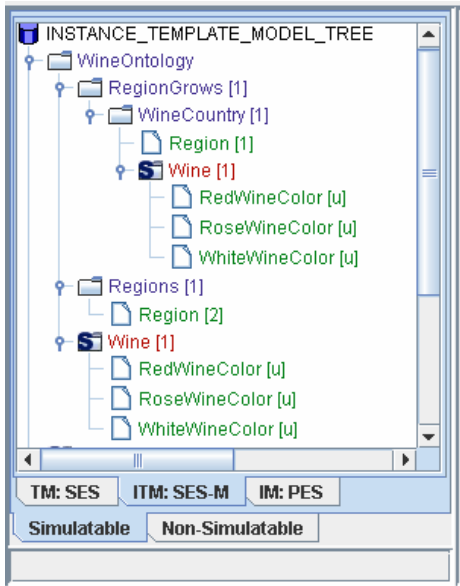 INSTANCE_TEMPLATE_MODEL_TREE
WineOntology
RegionGrows [1]
WineCountry [1]
Region [1]
S Wine [1]
RedWineColor [u]
RoseWineColor [u]
WhiteWineColor [u]
Regions [1]
Region [2]
S Wine [1]
RedWineColor [u]
RoseWineColor [u]
WhiteWineColor [u]
TM: SES ITM: SES-M IM: PES
Simulatable Non-Simulatable